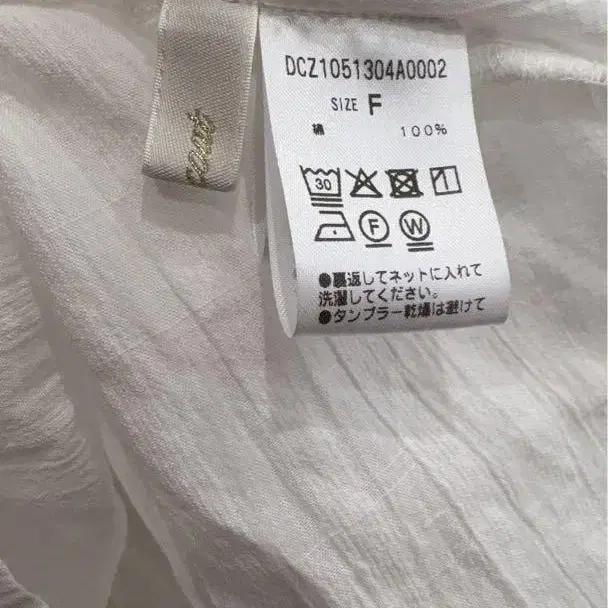 DCZ1051304A0002
SIZE F
綿 100%
30
F W
●裏返してネットに入れて
洗濯してください。
●タンブラー乾燥は避けて